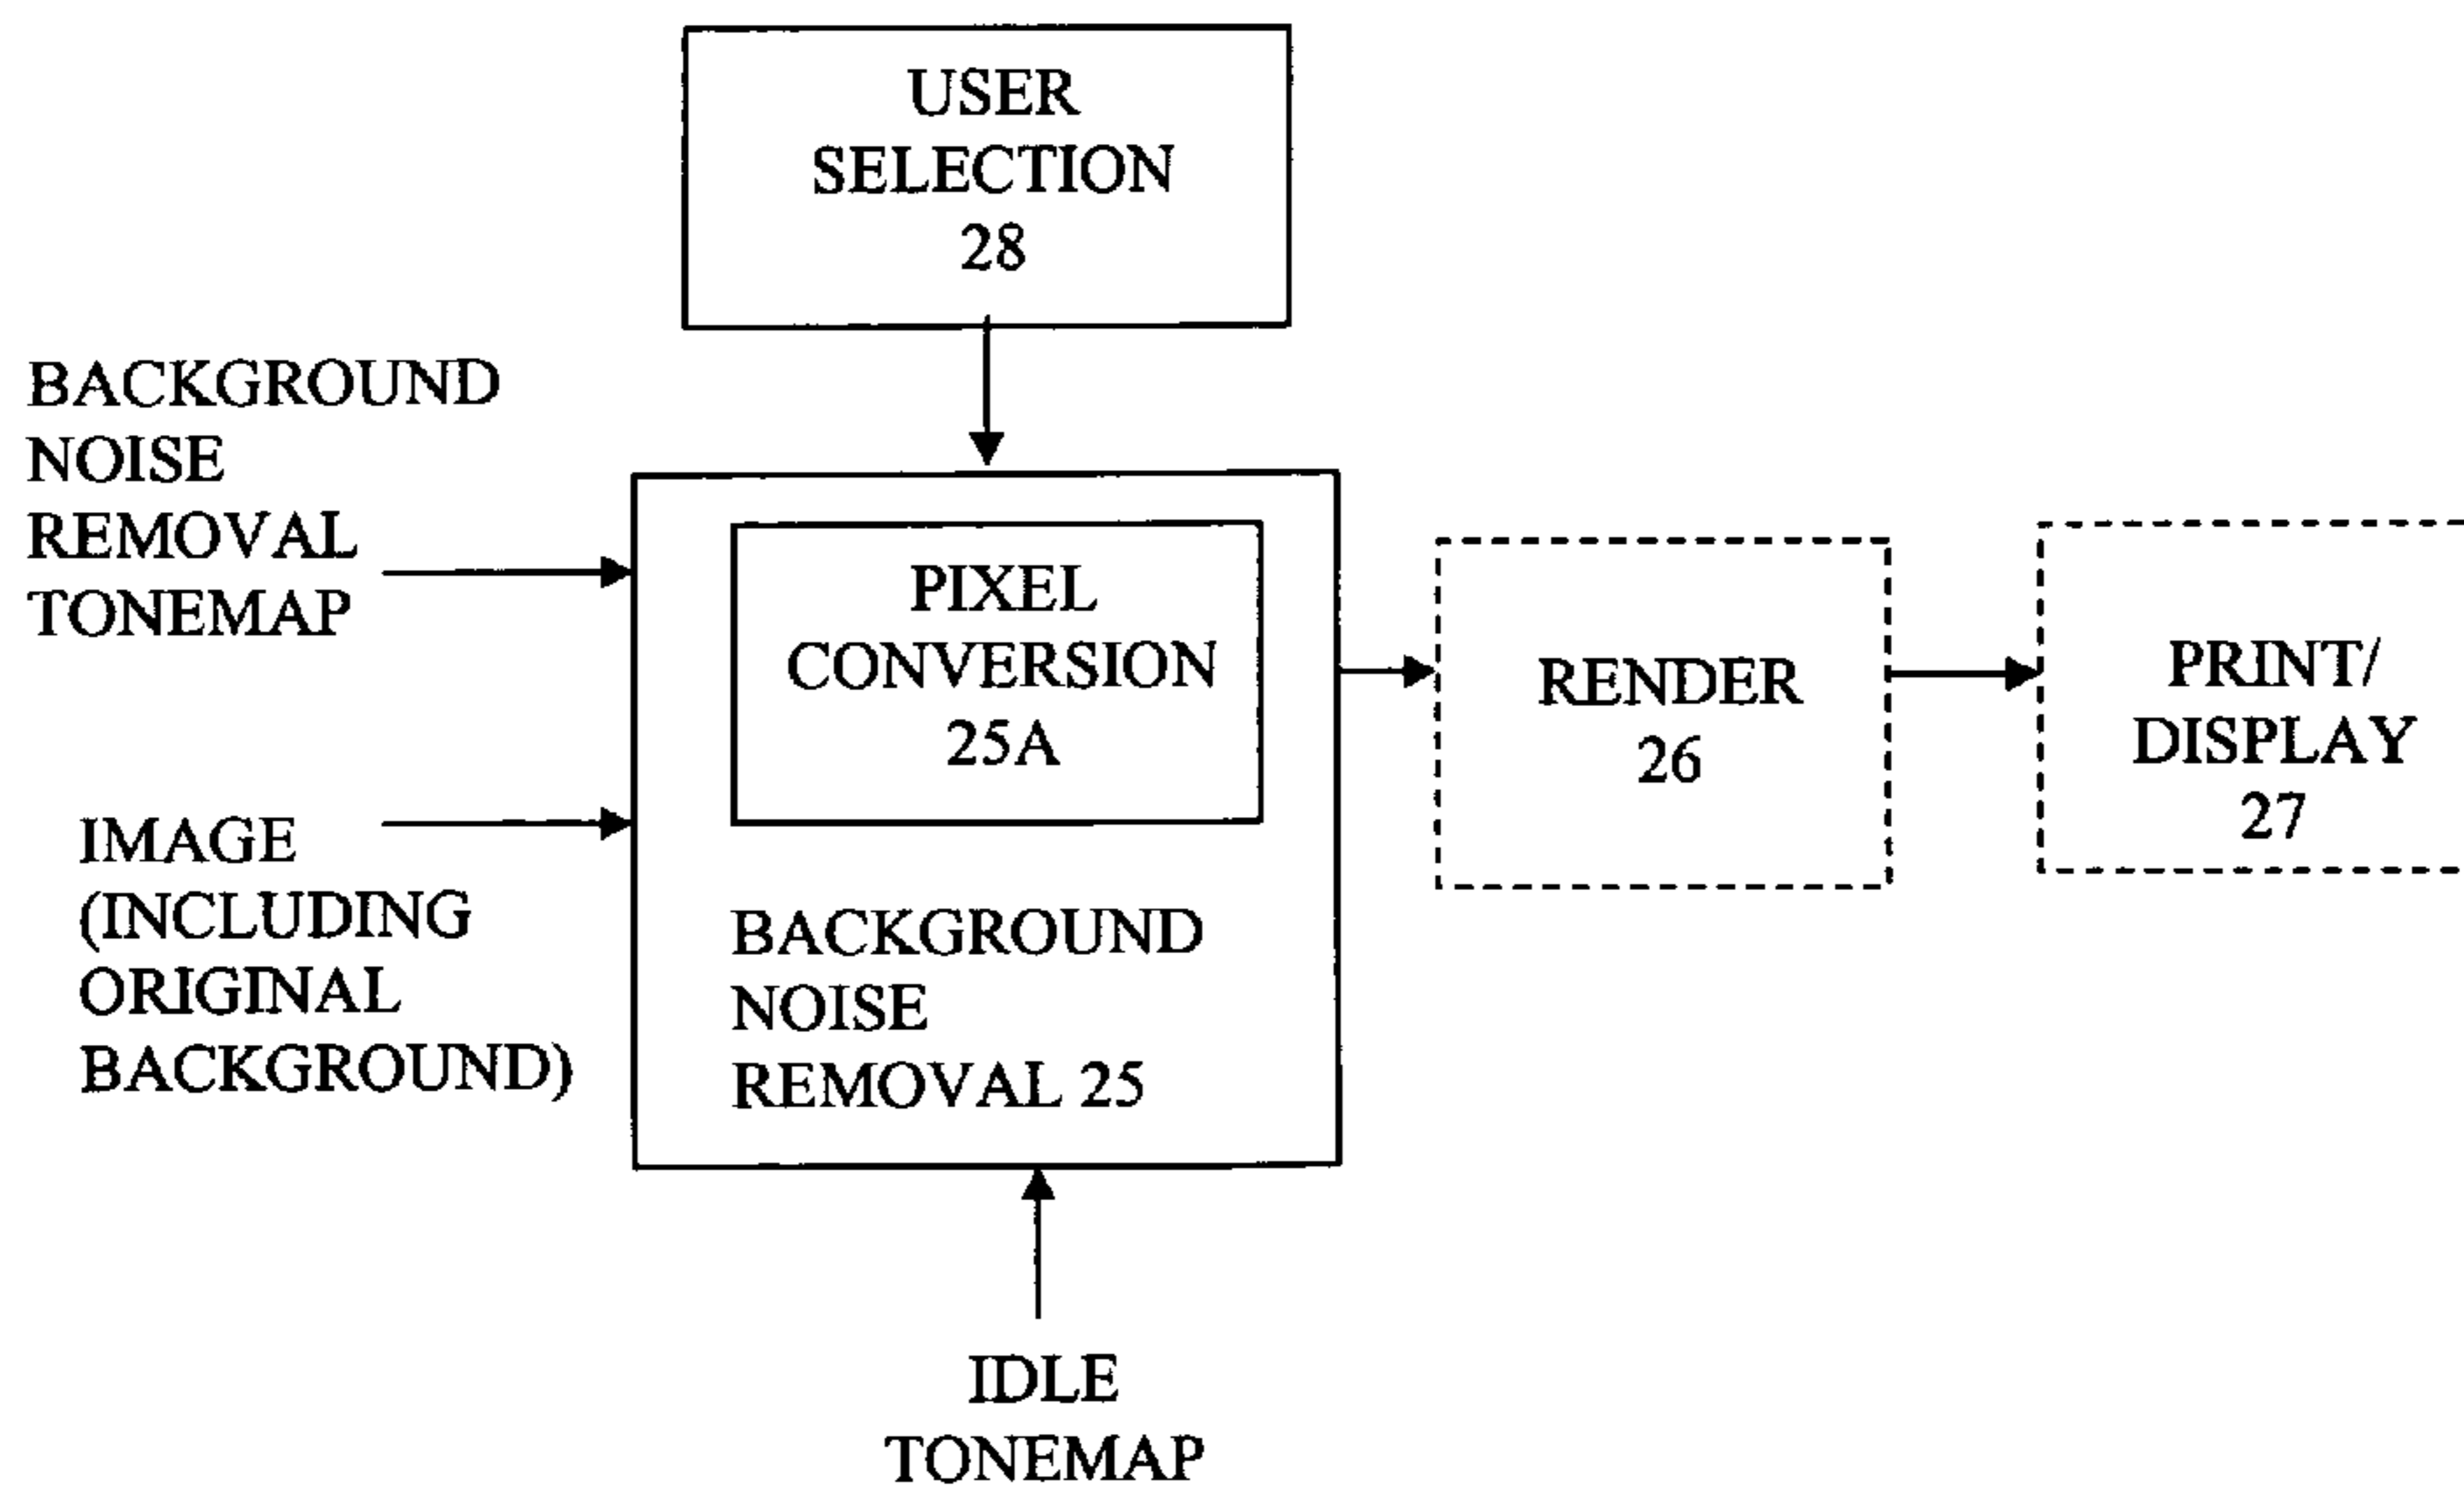 USER
SELECTION
28
BACKGROUND
NOISE
REMOVAL
TONEMAP
IMAGE
(INCLUDING
ORIGINAL
BACKGROUND)
PIXEL
CONVERSION
25A
BACKGROUND
NOISE
REMOVAL 25
RENDER
26
PRINT/
DISPLAY
27
IDLE
TONEMAP